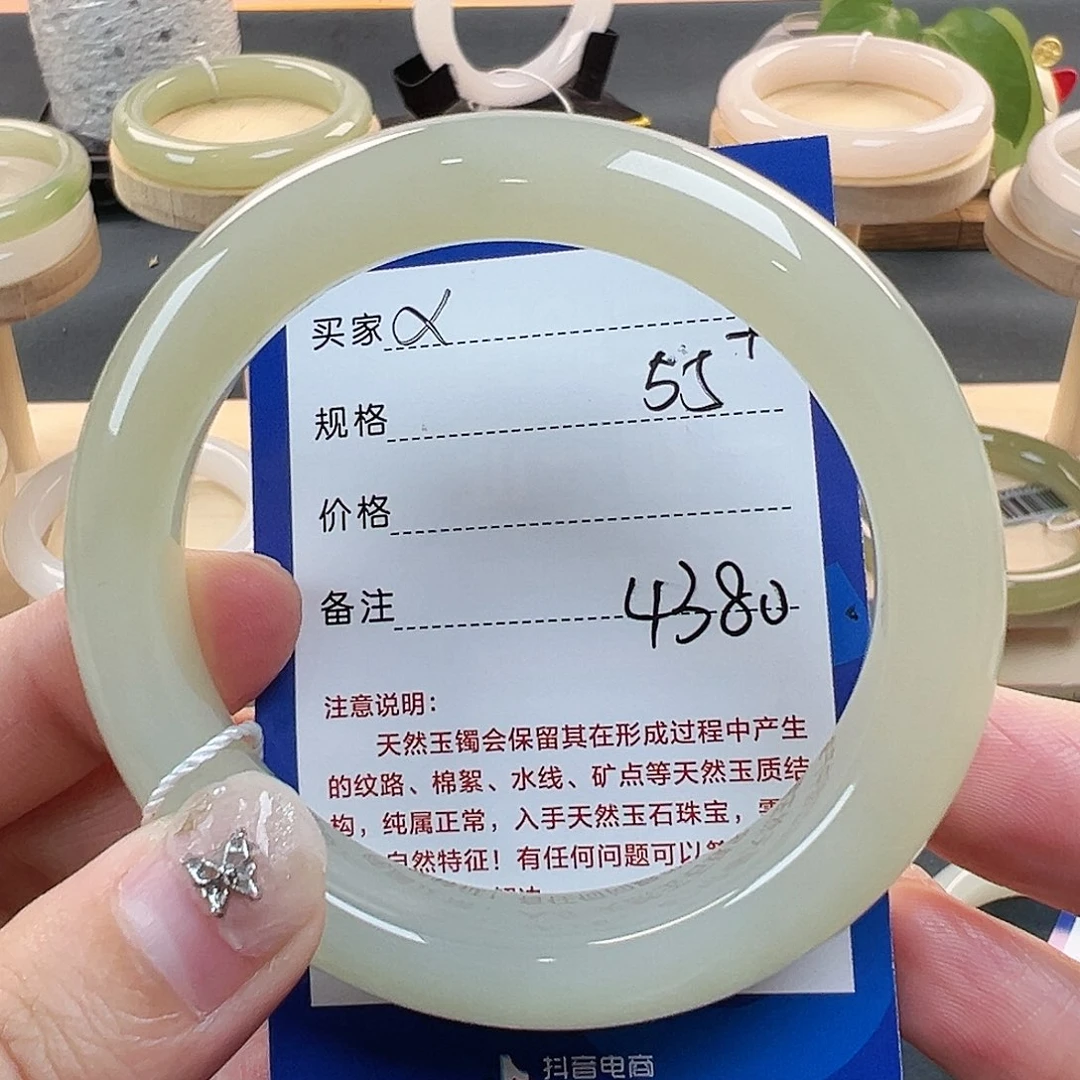 买家 α
55+
规格
价格
备注 4380
注意说明：
天然玉镯会保留其在形成过程中产生
的纹路、棉絮、水线、矿点等天然玉质结
构，纯属正常，入手天然玉石珠宝，
自然特征！有任何问题可以
抖音电商